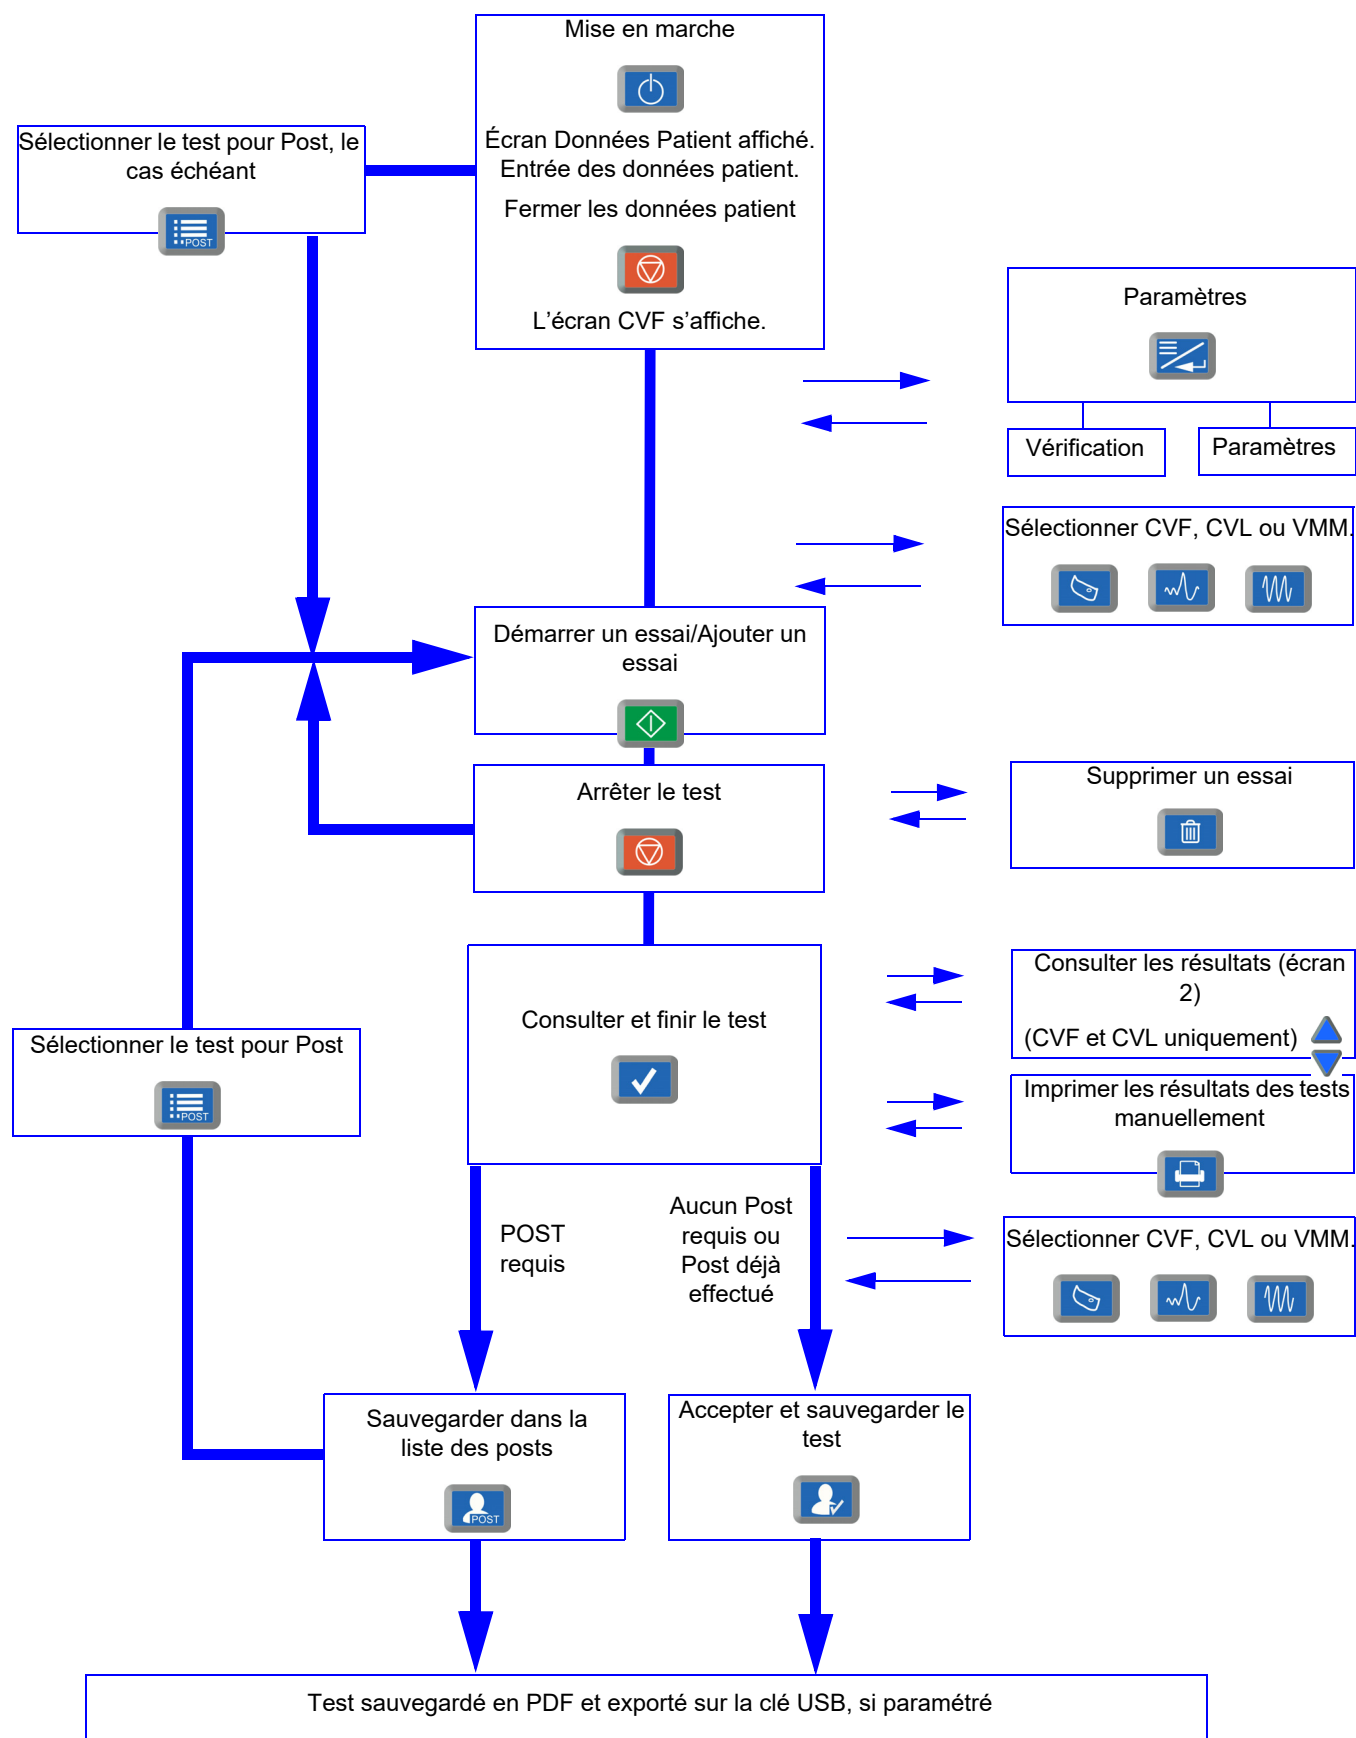 Mise en marche
Écran Données Patient affiché.
Entrée des données patient.
Fermer les données patient
L’écran CVF s’affiche.
Sélectionner le test pour Post, le
cas échéant
POST
Paramètres
Vérification
Paramètres
Sélectionner CVF, CVL ou VMM.
Démarrer un essai/Ajouter un
essai
Arrêter le test
Supprimer un essai
Consulter et finir le test
Consulter les résultats (écran
2)
(CVF et CVL uniquement)
Sélectionner le test pour Post
POST
Imprimer les résultats des tests
manuellement
POST
requis
Aucun Post
requis ou
Post déjà
effectué
Sélectionner CVF, CVL ou VMM.
Sauvegarder dans la
liste des posts
POST
Accepter et sauvegarder le
test
Test sauvegardé en PDF et exporté sur la clé USB, si paramétré